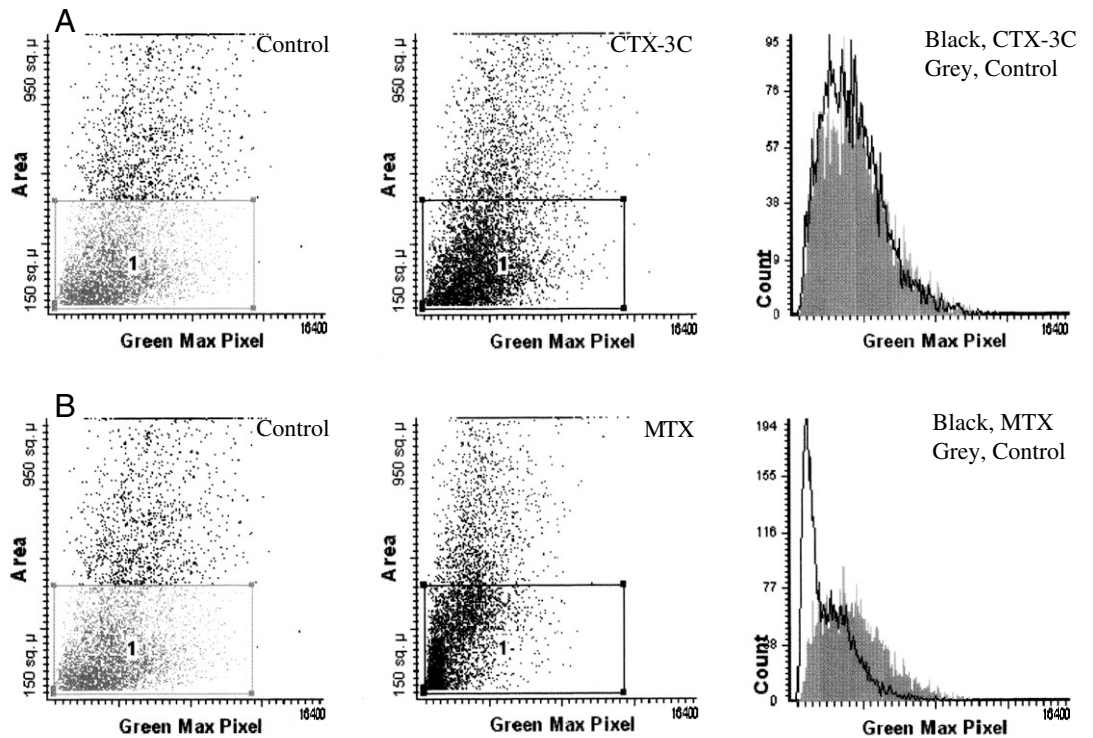 A
Control
950 sq. µ
Area
150 sq. µ
1
16400
Green Max Pixel
CTX-3C
950 sq. µ
Area
150 sq. µ
1
16400
Green Max Pixel
Black, CTX-3C
Grey, Control
95
76
57
38
9
0
Count
16400
Green Max Pixel
B
Control
950 sq. µ
Area
150 sq. µ
1
16400
Green Max Pixel
MTX
950 sq. µ
Area
150 sq. µ
1
16400
Green Max Pixel
Black, MTX
Grey, Control
194
155
116
77
38
0
Count
16400
Green Max Pixel